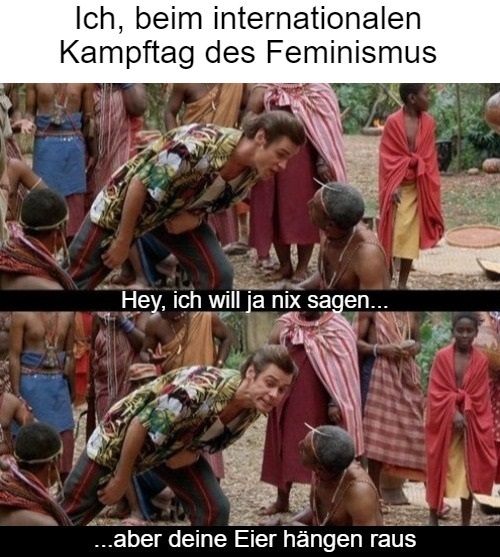 Ich, beim internationalen
Kampftag des Feminismus
Hey, ich will ja nix sagen...
...aber deine Eier hängen raus